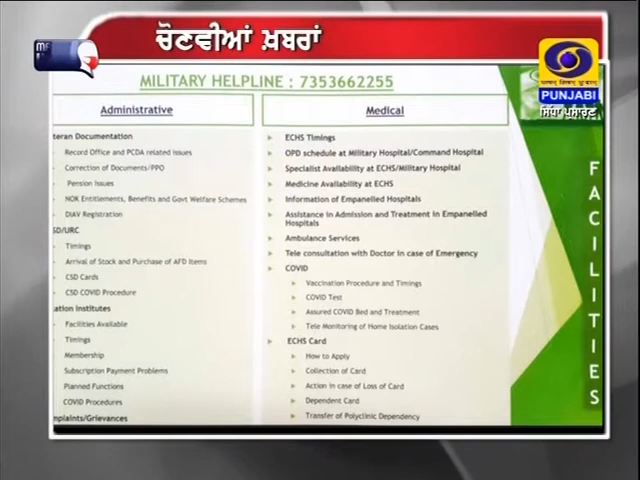 ਚੋਣਵੀਆਂ ਖ਼ਬਰਾਂ
PUNJABI
ਸਿੱਧਾ ਪ੍ਰਸਾਰਣ
MILITARY HELPLINE : 7353662255
Administrative
teran Documentation
Record Office and PCDA related issues
Correction of Documents/PPO
Pension Issues
NOK Entitlements, Benefits and Govt Welfare Schemes
DIAV Registration
SD/URC
Timings
Arrival of Stock and Purchase of AFD Items
CSD Cards
CSD COVID Procedure
ation Institutes
Facilities Available
Timings
Membership
Subscription Payment Problems
Planned Functions
COVID Procedures
mplaints/Grievances
Medical
ECHS Timings
OPD schedule at Military Hospital/Command Hospital
Specialist Availability at ECHS/Military Hospital
Medicine Availability at ECHS
Information of Empanelled Hospitals
Assistance in Admission and Treatment in Empanelled
Hospitals
Ambulance Services
Tele consultation with Doctor in case of Emergency
COVID
Vaccination Procedure and Timings
COVID Test
Assured COVID Bed and Treatment
Tele Monitoring of Home Isolation Cases
ECHS Card
How to Apply
Collection of Card
Action in case of Loss of Card
Dependent Card
Transfer of Polyclinic Dependency
FACILITIES